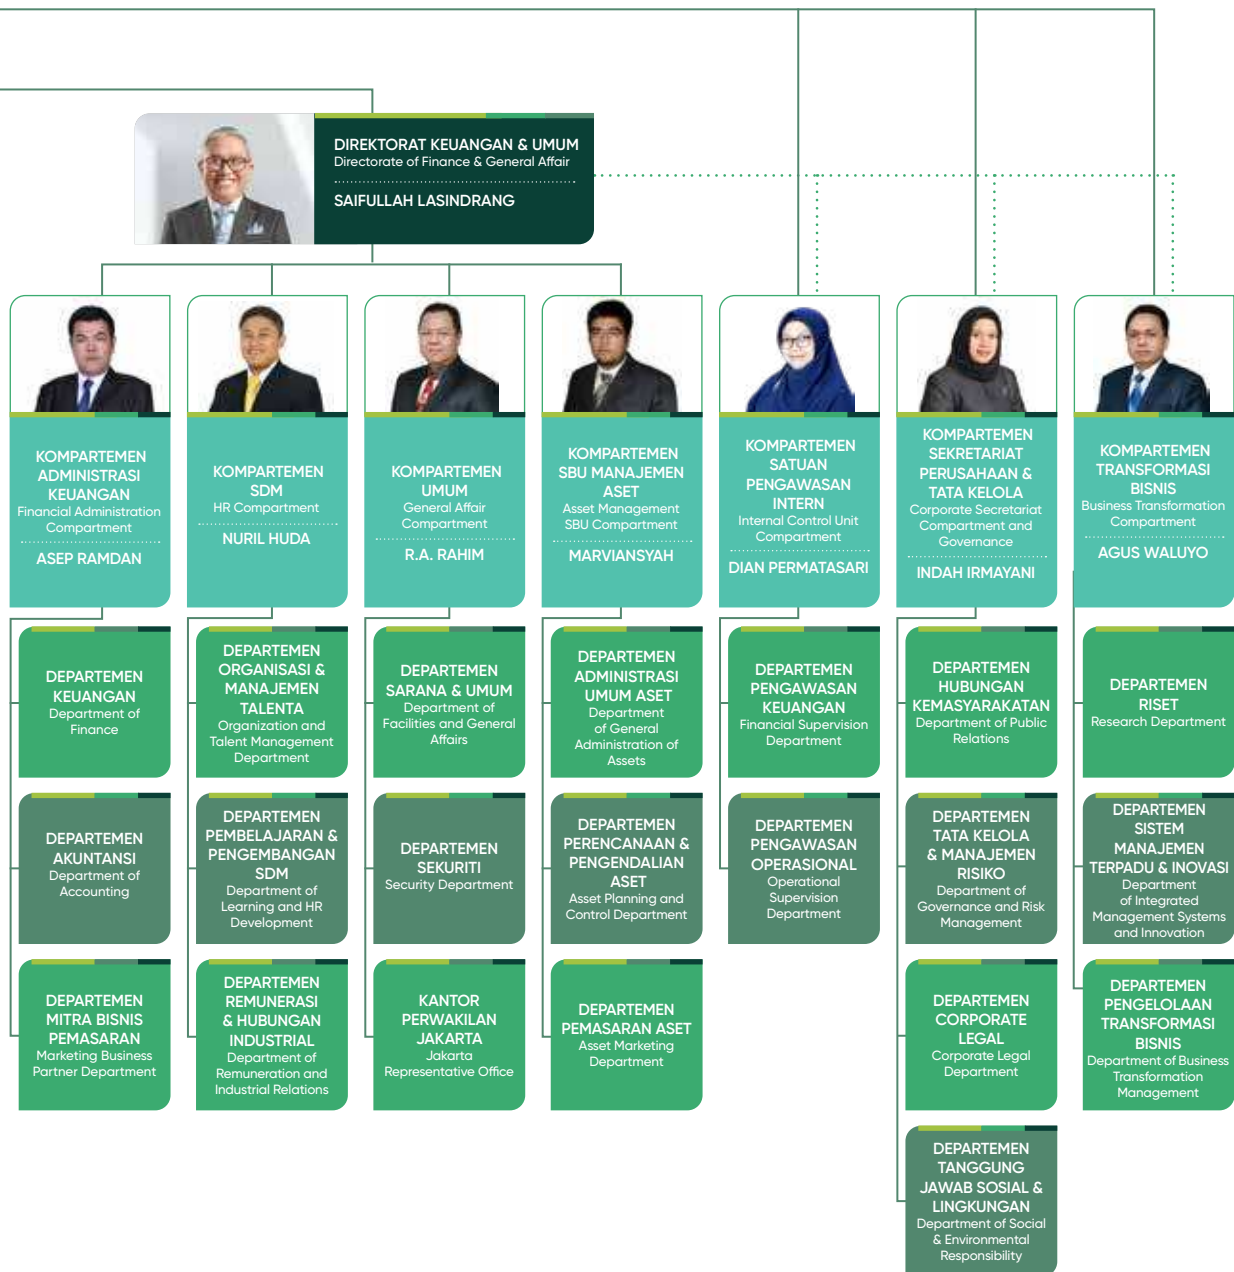 DIREKTORAT KEUANGAN & UMUM
Directorate of Finance & General Affair
SAIFULLAH LASINDRANG
KOMPARTEMEN
ADMINISTRASI
KEUANGAN
Financial Administration
Compartment
ASEP RAMDAN
KOMPARTEMEN
SDM
HR Compartment
NURIL HUDA
KOMPARTEMEN
UMUM
General Affair
Compartment
R.A. RAHIM
KOMPARTEMEN
SBU MANAJEMEN
ASET
Asset Management
SBU Compartment
MARVIANSYAH
KOMPARTEMEN
SATUAN
PENGAWASAN
INTERN
Internal Control Unit
Compartment
DIAN PERMATASARI
KOMPARTEMEN
SEKRETARIAT
PERUSAHAAN &
TATA KELOLA
Corporate Secretariat
Compartment and
Governance
INDAH IRMAYANI
KOMPARTEMEN
TRANSFORMASI
BISNIS
Business Transformation
Compartment
AGUS WALUYO
DEPARTEMEN
KEUANGAN
Department of
Finance
DEPARTEMEN
ORGANISASI &
MANAJEMEN
TALENTA
Organization and
Talent Management
Department
DEPARTEMEN
SARANA & UMUM
Department of
Facilities and General
Affairs
DEPARTEMEN
ADMINISTRASI
UMUM ASET
Department
of General
Administration of
Assets
DEPARTEMEN
PENGAWASAN
KEUANGAN
Financial Supervision
Department
DEPARTEMEN
HUBUNGAN
KEMASYARAKATAN
Department of Public
Relations
DEPARTEMEN
RISET
Research Department
DEPARTEMEN
AKUNTANSI
Department of
Accounting
DEPARTEMEN
PEMBELAJARAN &
PENGEMBANGAN
SDM
Department of
Learning and HR
Development
DEPARTEMEN
SEKURITI
Security Department
DEPARTEMEN
PERENCANAAN &
PENGENDALIAN
ASET
Asset Planning and
Control Department
DEPARTEMEN
PENGAWASAN
OPERASIONAL
Operational
Supervision
Department
DEPARTEMEN
TATA KELOLA
& MANAJEMEN
RISIKO
Department of
Governance and Risk
Management
DEPARTEMEN
SISTEM
MANAJEMEN
TERPADU & INOVASI
Department
of Integrated
Management Systems
and Innovation
DEPARTEMEN
MITRA BISNIS
PEMASARAN
Marketing Business
Partner Department
DEPARTEMEN
REMUNERASI
& HUBUNGAN
INDUSTRIAL
Department of
Remuneration and
Industrial Relations
KANTOR
PERWAKILAN
JAKARTA
Jakarta
Representative Office
DEPARTEMEN
PEMASARAN ASET
Asset Marketing
Department
DEPARTEMEN
CORPORATE
LEGAL
Corporate Legal
Department
DEPARTEMEN
PENGELOLAAN
TRANSFORMASI
BISNIS
Department of Business
Transformation
Management
DEPARTEMEN
TANGGUNG
JAWAB SOSIAL &
LINGKUNGAN
Department of Social
& Environmental
Responsibility